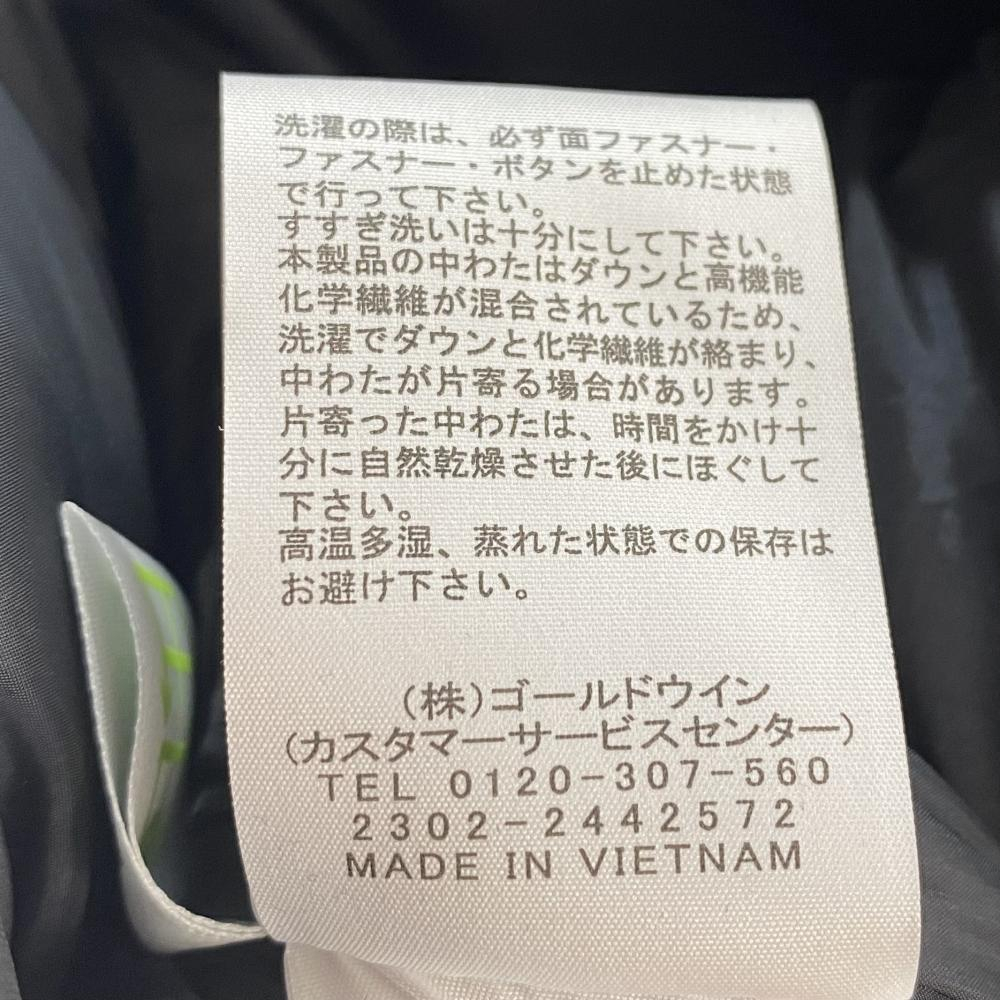 洗濯の際は、必ず面ファスナー・
ファスナー・ボタンを止めた状態
で行って下さい。
すすぎ洗いは十分にして下さい。
本製品の中わたはダウンと高機能
化学繊維が混合されているため、
洗濯でダウンと化学繊維が絡まり、
中わたが片寄る場合があります。
片寄った中わたは、時間をかけ十
分に自然乾燥させた後にほぐして
下さい。
高温多湿、蒸れた状態での保存は
お避け下さい。
(株)ゴールドウイン
(カスタマーサービスセンター)
TEL 0120-307-560
2302-2442572
MADE IN VIETNAM